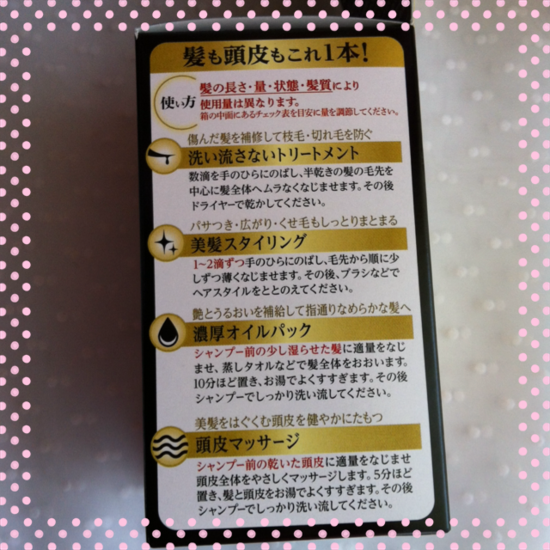 髪も頭皮もこれ1本!
使い方
髪の長さ・量・状態・髪質により
使用量は異なります。
箱の中面にあるチェック表を目安に量を調節してください。
傷んだ髪を補修して枝毛・切れ毛を防ぐ
洗い流さないトリートメント
数滴を手のひらにのばし、半乾きの髪の毛先を
中心に髪全体へムラなくなじませます。その後
ドライヤーで乾かしてください。
パサつき・広がり・くせ毛もしっとりまとまる
美髪スタイリング
1~2滴ずつ手のひらにのばし、毛先から順に少
しずつ薄くなじませます。その後、ブラシなどで
ヘアスタイルをととのえてください。
艶とうるおいを補給して指通りなめらかな髪へ
濃厚オイルパック
シャンプー前の少し湿らせた髪に適量をなじ
ませ、蒸しタオルなどで髪全体をおおいます。
10分ほど置き、お湯でよくすすぎます。その後
シャンプーでしっかり洗い流してください。
美髪をはぐくむ頭皮を健やかにたもつ
頭皮マッサージ
シャンプー前の乾いた頭皮に適量をなじませ
頭皮全体をやさしくマッサージします。5分ほど
置き、髪と頭皮をお湯でよくすすぎます。その後
シャンプーでしっかり洗い流してください。